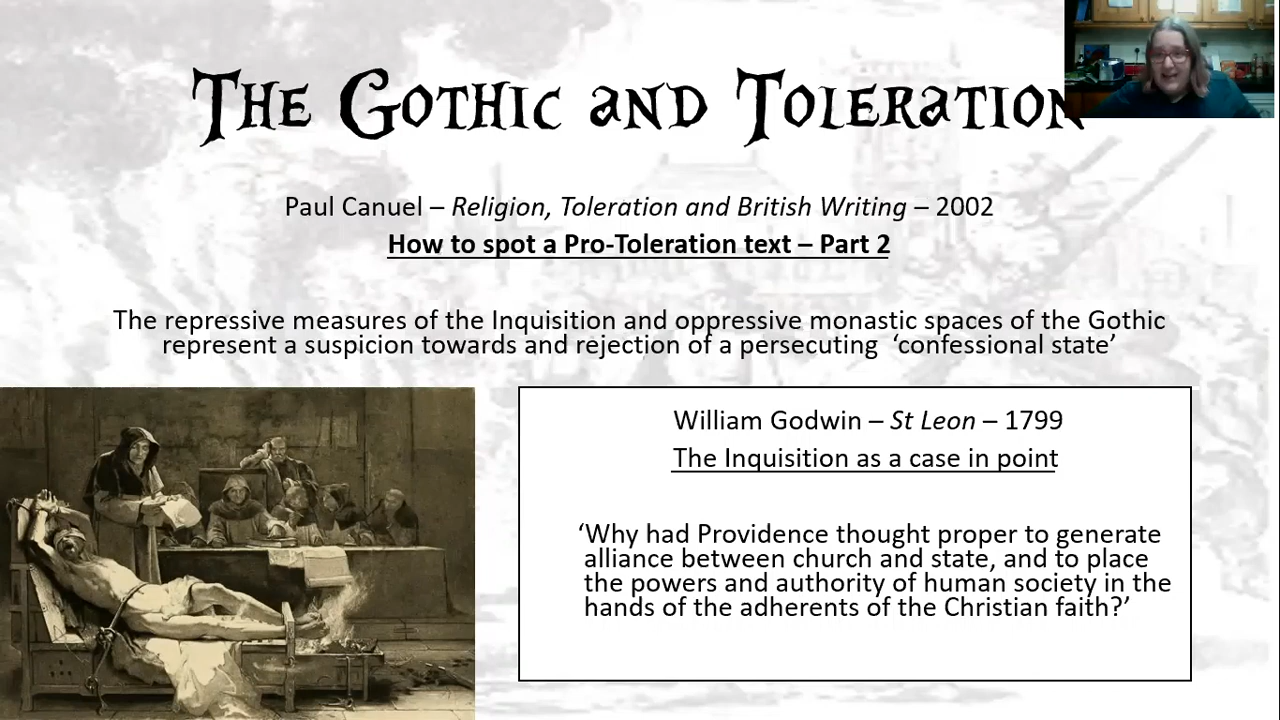 The Gothic and Toleration
Paul Canuel – Religion, Toleration and British Writing – 2002
How to spot a Pro-Toleration text – Part 2
The repressive measures of the Inquisition and oppressive monastic spaces of the Gothic
represent a suspicion towards and rejection of a persecuting ‘confessional state’
William Godwin – St Leon – 1799
The Inquisition as a case in point
‘Why had Providence thought proper to generate
alliance between church and state, and to place
the powers and authority of human society in the
hands of the adherents of the Christian faith?’